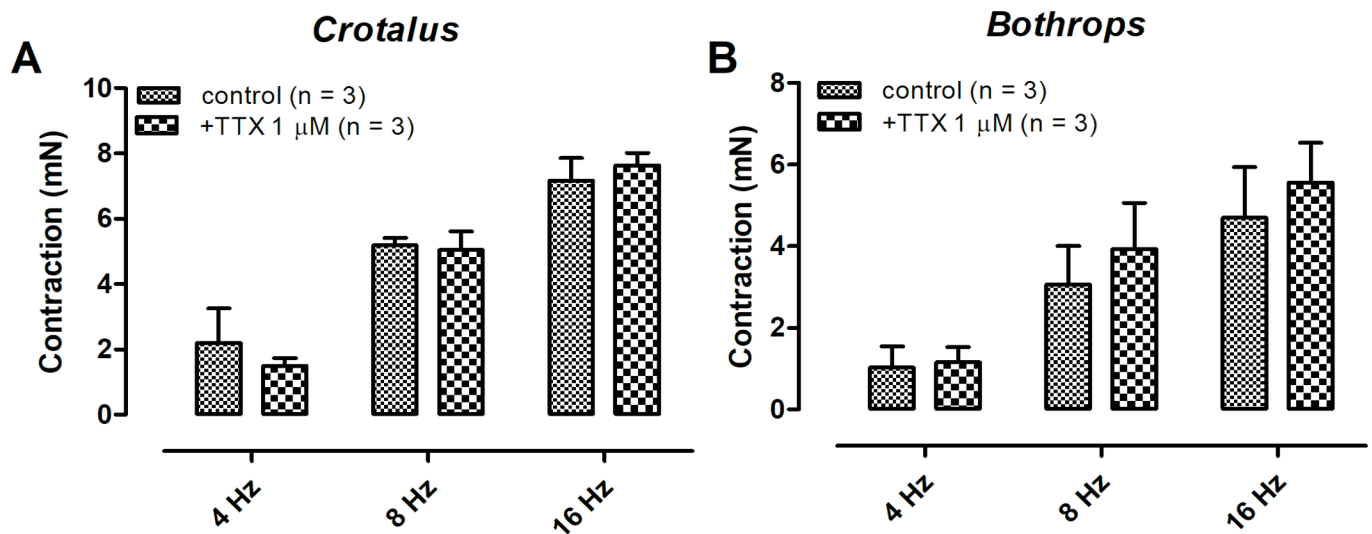 Crotalus
A
control (n = 3)
+TTX 1 μM (n = 3)
Contraction (mN)
10
8
6
4
2
0
4 Hz
8 Hz
16 Hz
Bothrops
B
control (n = 3)
+TTX 1 μM (n = 3)
Contraction (mN)
8
6
4
2
0
4 Hz
8 Hz
16 Hz